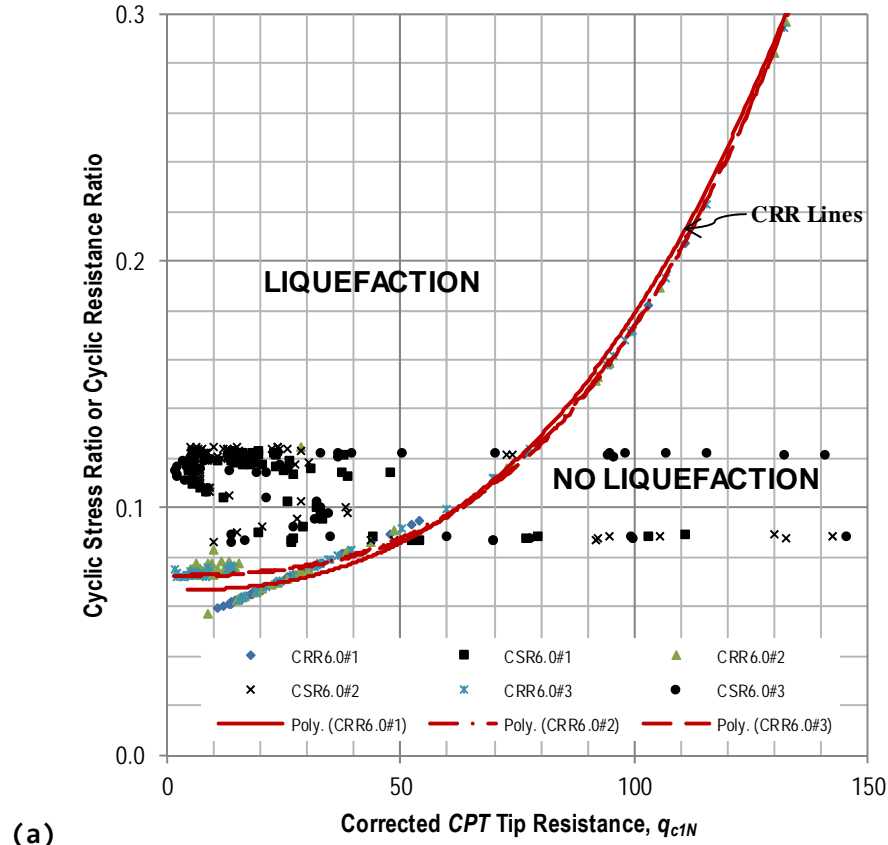 0.3
0.2
0.1
0.0
Cyclic Stress Ratio or Cyclic Resistance Ratio
CRR Lines
LIQUEFACTION
NO LIQUEFACTION
CRR6.0#1 CSR6.0#1 CRR6.0#2
CSR6.0#2 CRR6.0#3 CSR6.0#3
Poly. (CRR6.0#1) Poly. (CRR6.0#2) Poly. (CRR6.0#3)
0 50 100 150
Corrected CPT Tip Resistance, qc1N
(a)